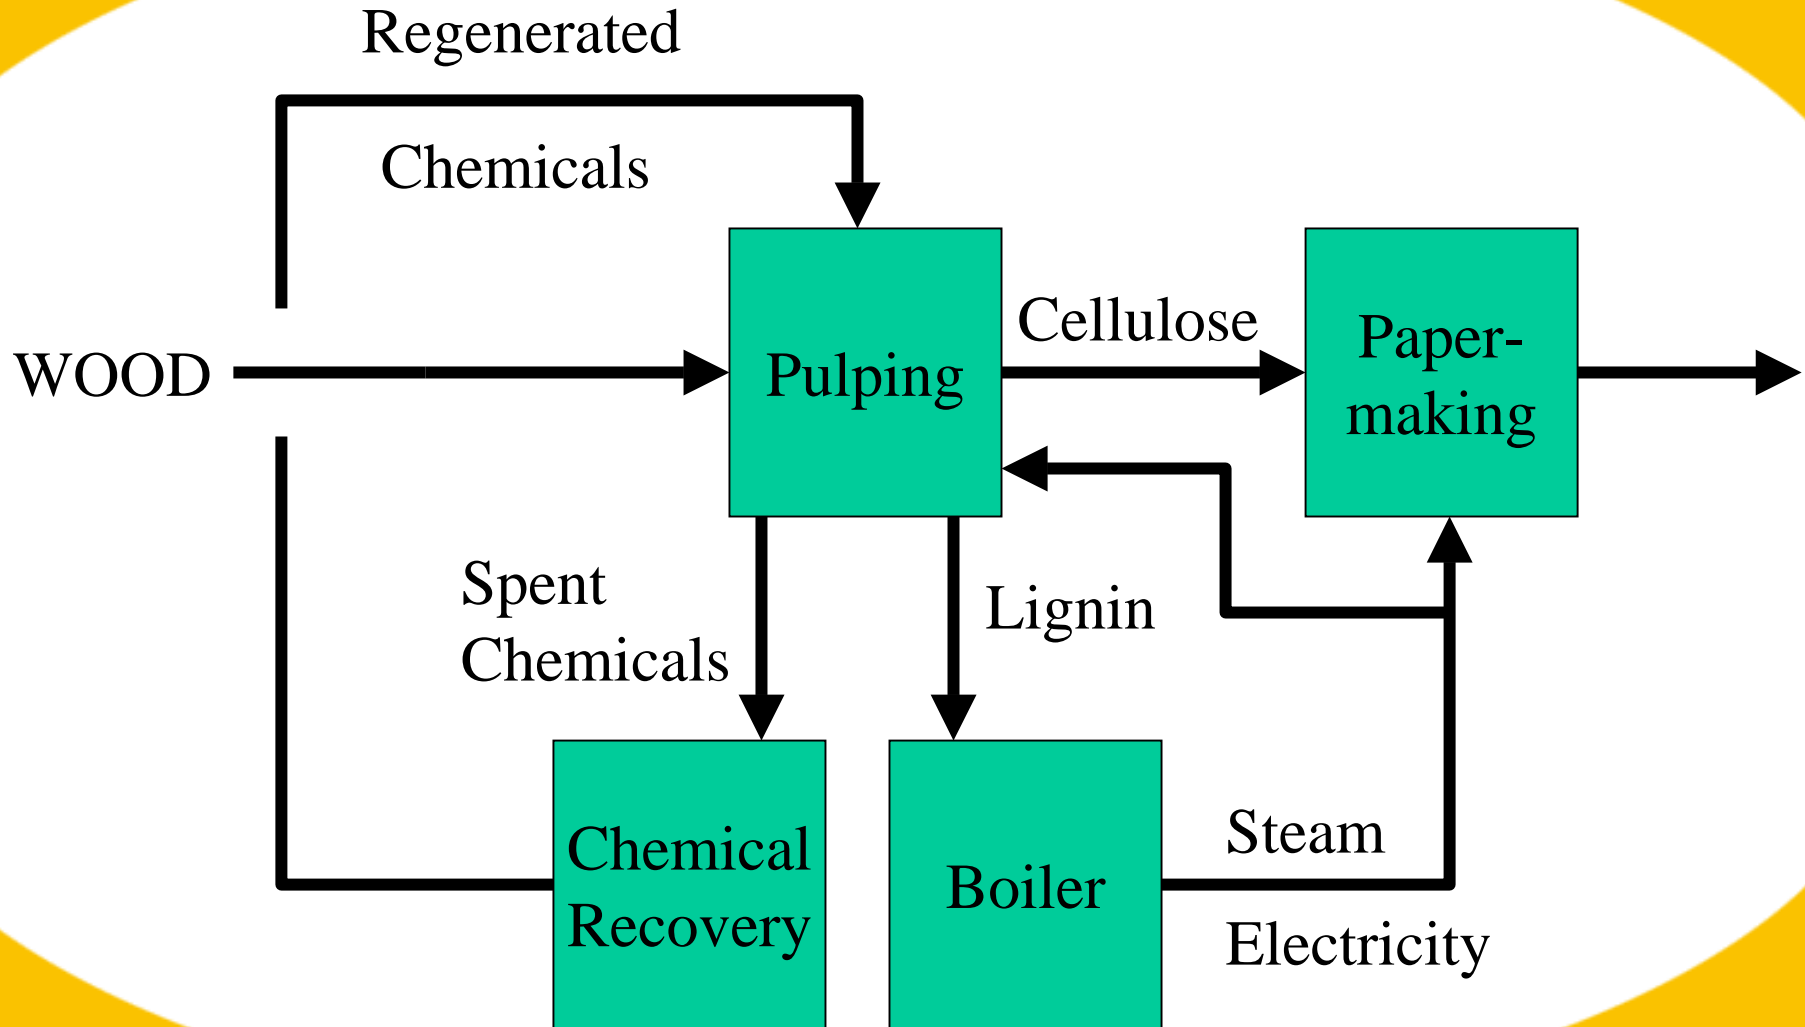 Regenerated
Chemicals
WOOD
Pulping
Cellulose
Paper-
making
Spent
Chemicals
Lignin
Chemical
Recovery
Boiler
Steam
Electricity